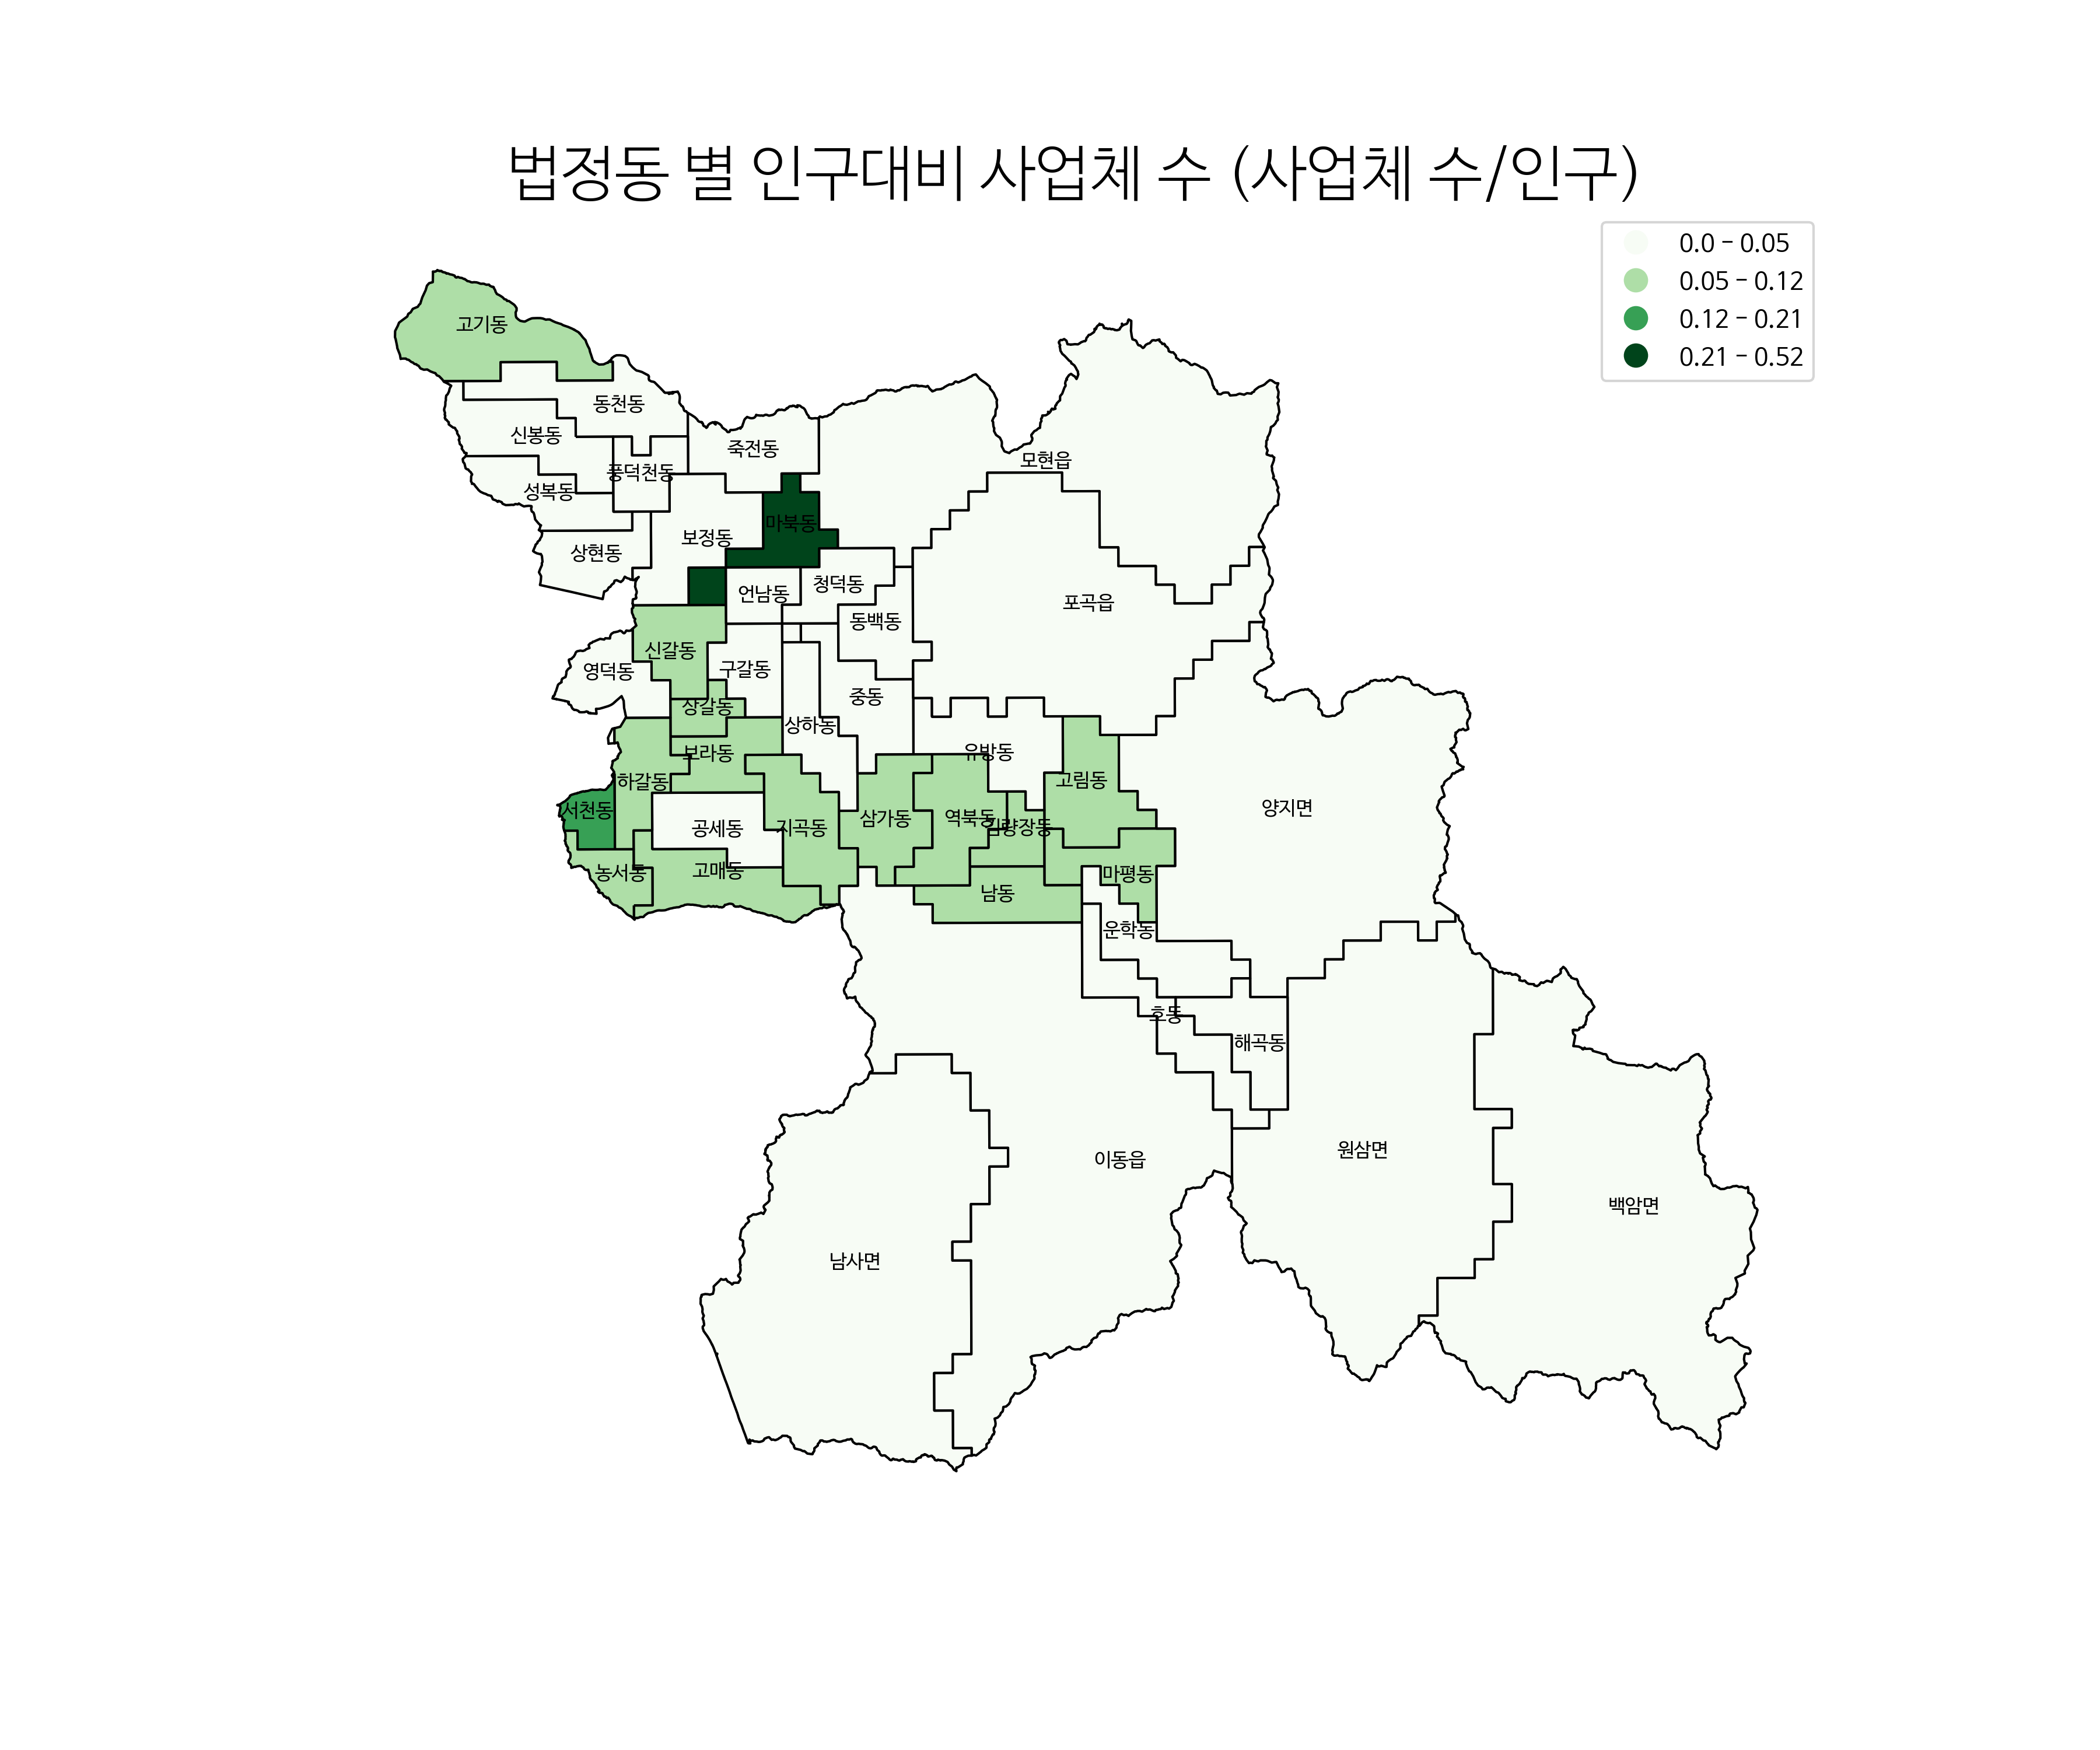 법정동 별 인구대비 사업체 수 (사업체 수/인구)
0.0 - 0.05
0.05 - 0.12
0.12 - 0.21
0.21 - 0.52
고기동
동천동
신봉동
죽전동
모현읍
풍덕천동
성복동
마북동
보정동
상현동
언남동
청덕동
포곡읍
동백동
신갈동
영덕동
구갈동
중동
상갈동
상하동
보라동
유방동
하갈동
고림동
서천동
양지면
공세동
지곡동
삼가동
역북동
김량장동
농서동
고매동
마평동
남동
운학동
호동
해곡동
이동읍
원삼면
백암면
남사면